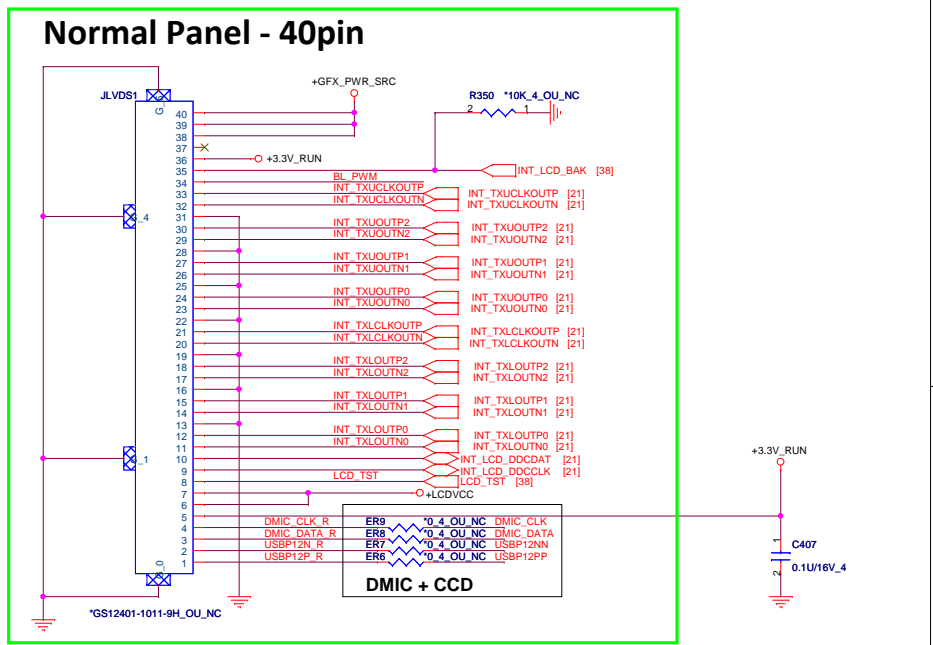 Normal Panel - 40pin
+GFX_PWR_SRC
JLVDS1
R350 *10K_4_OU_NC
2 1
G_5
40
39
38
37
36 +3.3V_RUN
35 INT_LCD_BAK [38]
34 BL_PWM
33 INT_TXUCLKOUTP INT_TXUCLKOUTP [21]
32 INT_TXUCLKOUTN INT_TXUCLKOUTN [21]
G_4
31
30 INT_TXUOUTP2 INT_TXUOUTP2 [21]
29 INT_TXUOUTN2 INT_TXUOUTN2 [21]
28
27 INT_TXUOUTP1 INT_TXUOUTP1 [21]
26 INT_TXUOUTN1 INT_TXUOUTN1 [21]
25
24 INT_TXUOUTP0 INT_TXUOUTP0 [21]
23 INT_TXUOUTN0 INT_TXUOUTN0 [21]
22
21 INT_TXLCLKOUTP INT_TXLCLKOUTP [21]
20 INT_TXLCLKOUTN INT_TXLCLKOUTN [21]
19
18 INT_TXLOUTP2 INT_TXLOUTP2 [21]
17 INT_TXLOUTN2 INT_TXLOUTN2 [21]
16
15 INT_TXLOUTP1 INT_TXLOUTP1 [21]
14 INT_TXLOUTN1 INT_TXLOUTN1 [21]
13
12 INT_TXLOUTP0 INT_TXLOUTP0 [21]
11 INT_TXLOUTN0 INT_TXLOUTN0 [21]
G_1
10 INT_LCD_DDCDAT [21]
9 INT_LCD_DDCCLK [21]
8 LCD_TST LCD_TST [38]
7 +LCDVCC
6
5
4 DMIC_CLK_R ER9 *0_4_OU_NC DMIC_CLK
3 DMIC_DATA_R ER8 *0_4_OU_NC DMIC_DATA
2 USBP12N_R ER7 *0_4_OU_NC USBP12NN
1 USBP12P_R ER6 *0_4_OU_NC USBP12PP
DMIC + CCD
*GS12401-1011-9H_OU_NC
+3.3V_RUN
1
C407
0.1U/16V_4
2